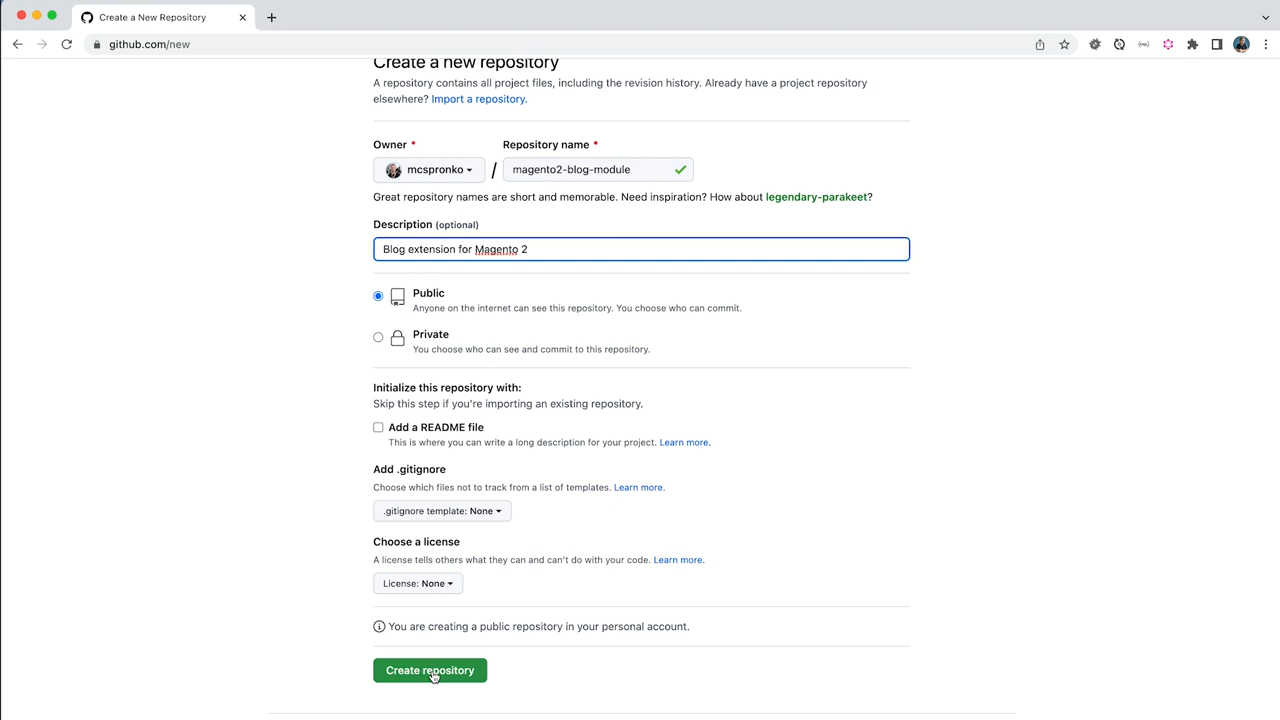 Create a New Repository
github.com/new
Create a new repository
A repository contains all project files, including the revision history. Already have a project repository
elsewhere? Import a repository.
Owner * Repository name *
mcspronko / magento2-blog-module
Great repository names are short and memorable. Need inspiration? How about legendary-parakeet?
Description (optional)
Blog extension for Magento 2
Public
Anyone on the internet can see this repository. You choose who can commit.
Private
You choose who can see and commit to this repository.
Initialize this repository with:
Skip this step if you're importing an existing repository.
Add a README file
This is where you can write a long description for your project. Learn more.
Add .gitignore
Choose which files not to track from a list of templates. Learn more.
.gitignore template: None
Choose a license
A license tells others what they can and can't do with your code. Learn more.
License: None
You are creating a public repository in your personal account.
Create repository